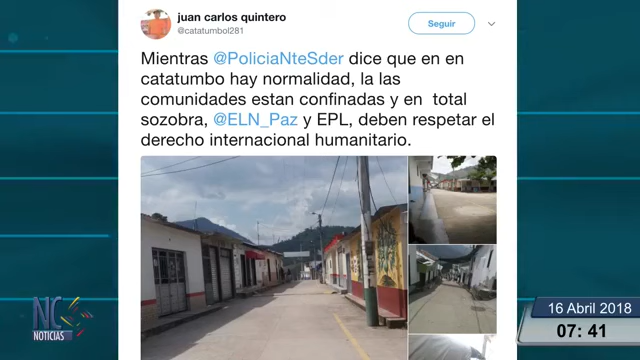 juan carlos quintero
@catatumbol281
Seguir
Mientras @PoliciaNteSder dice que en en
catatumbo hay normalidad, la las
comunidades estan confinadas y en total
sozobra, @ELN_Paz y EPL, deben respetar el
derecho internacional humanitario.
NC
NOTICIAS
16 Abril 2018
07: 41